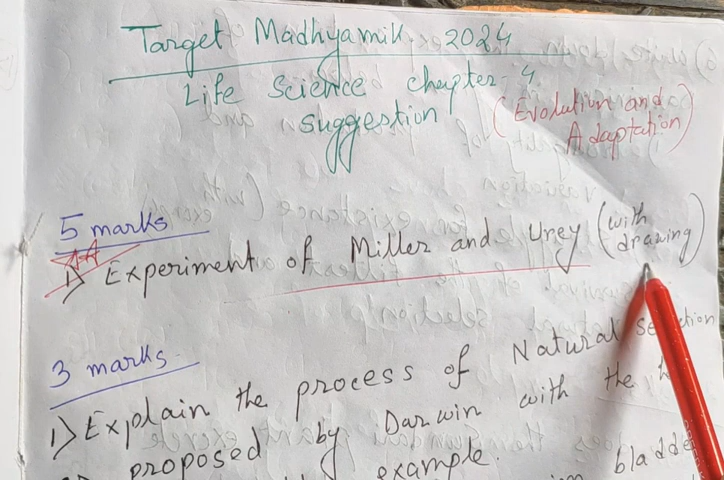 Target Madhyamik 2024
Life Science chapter-4
suggestion
(Evolution and
Adaptation)
5 marks
1) Experiment of Miller and Urey (with drawing)
3 marks
1) Explain the process of Natural Selection
proposed by Darwin with the
example.